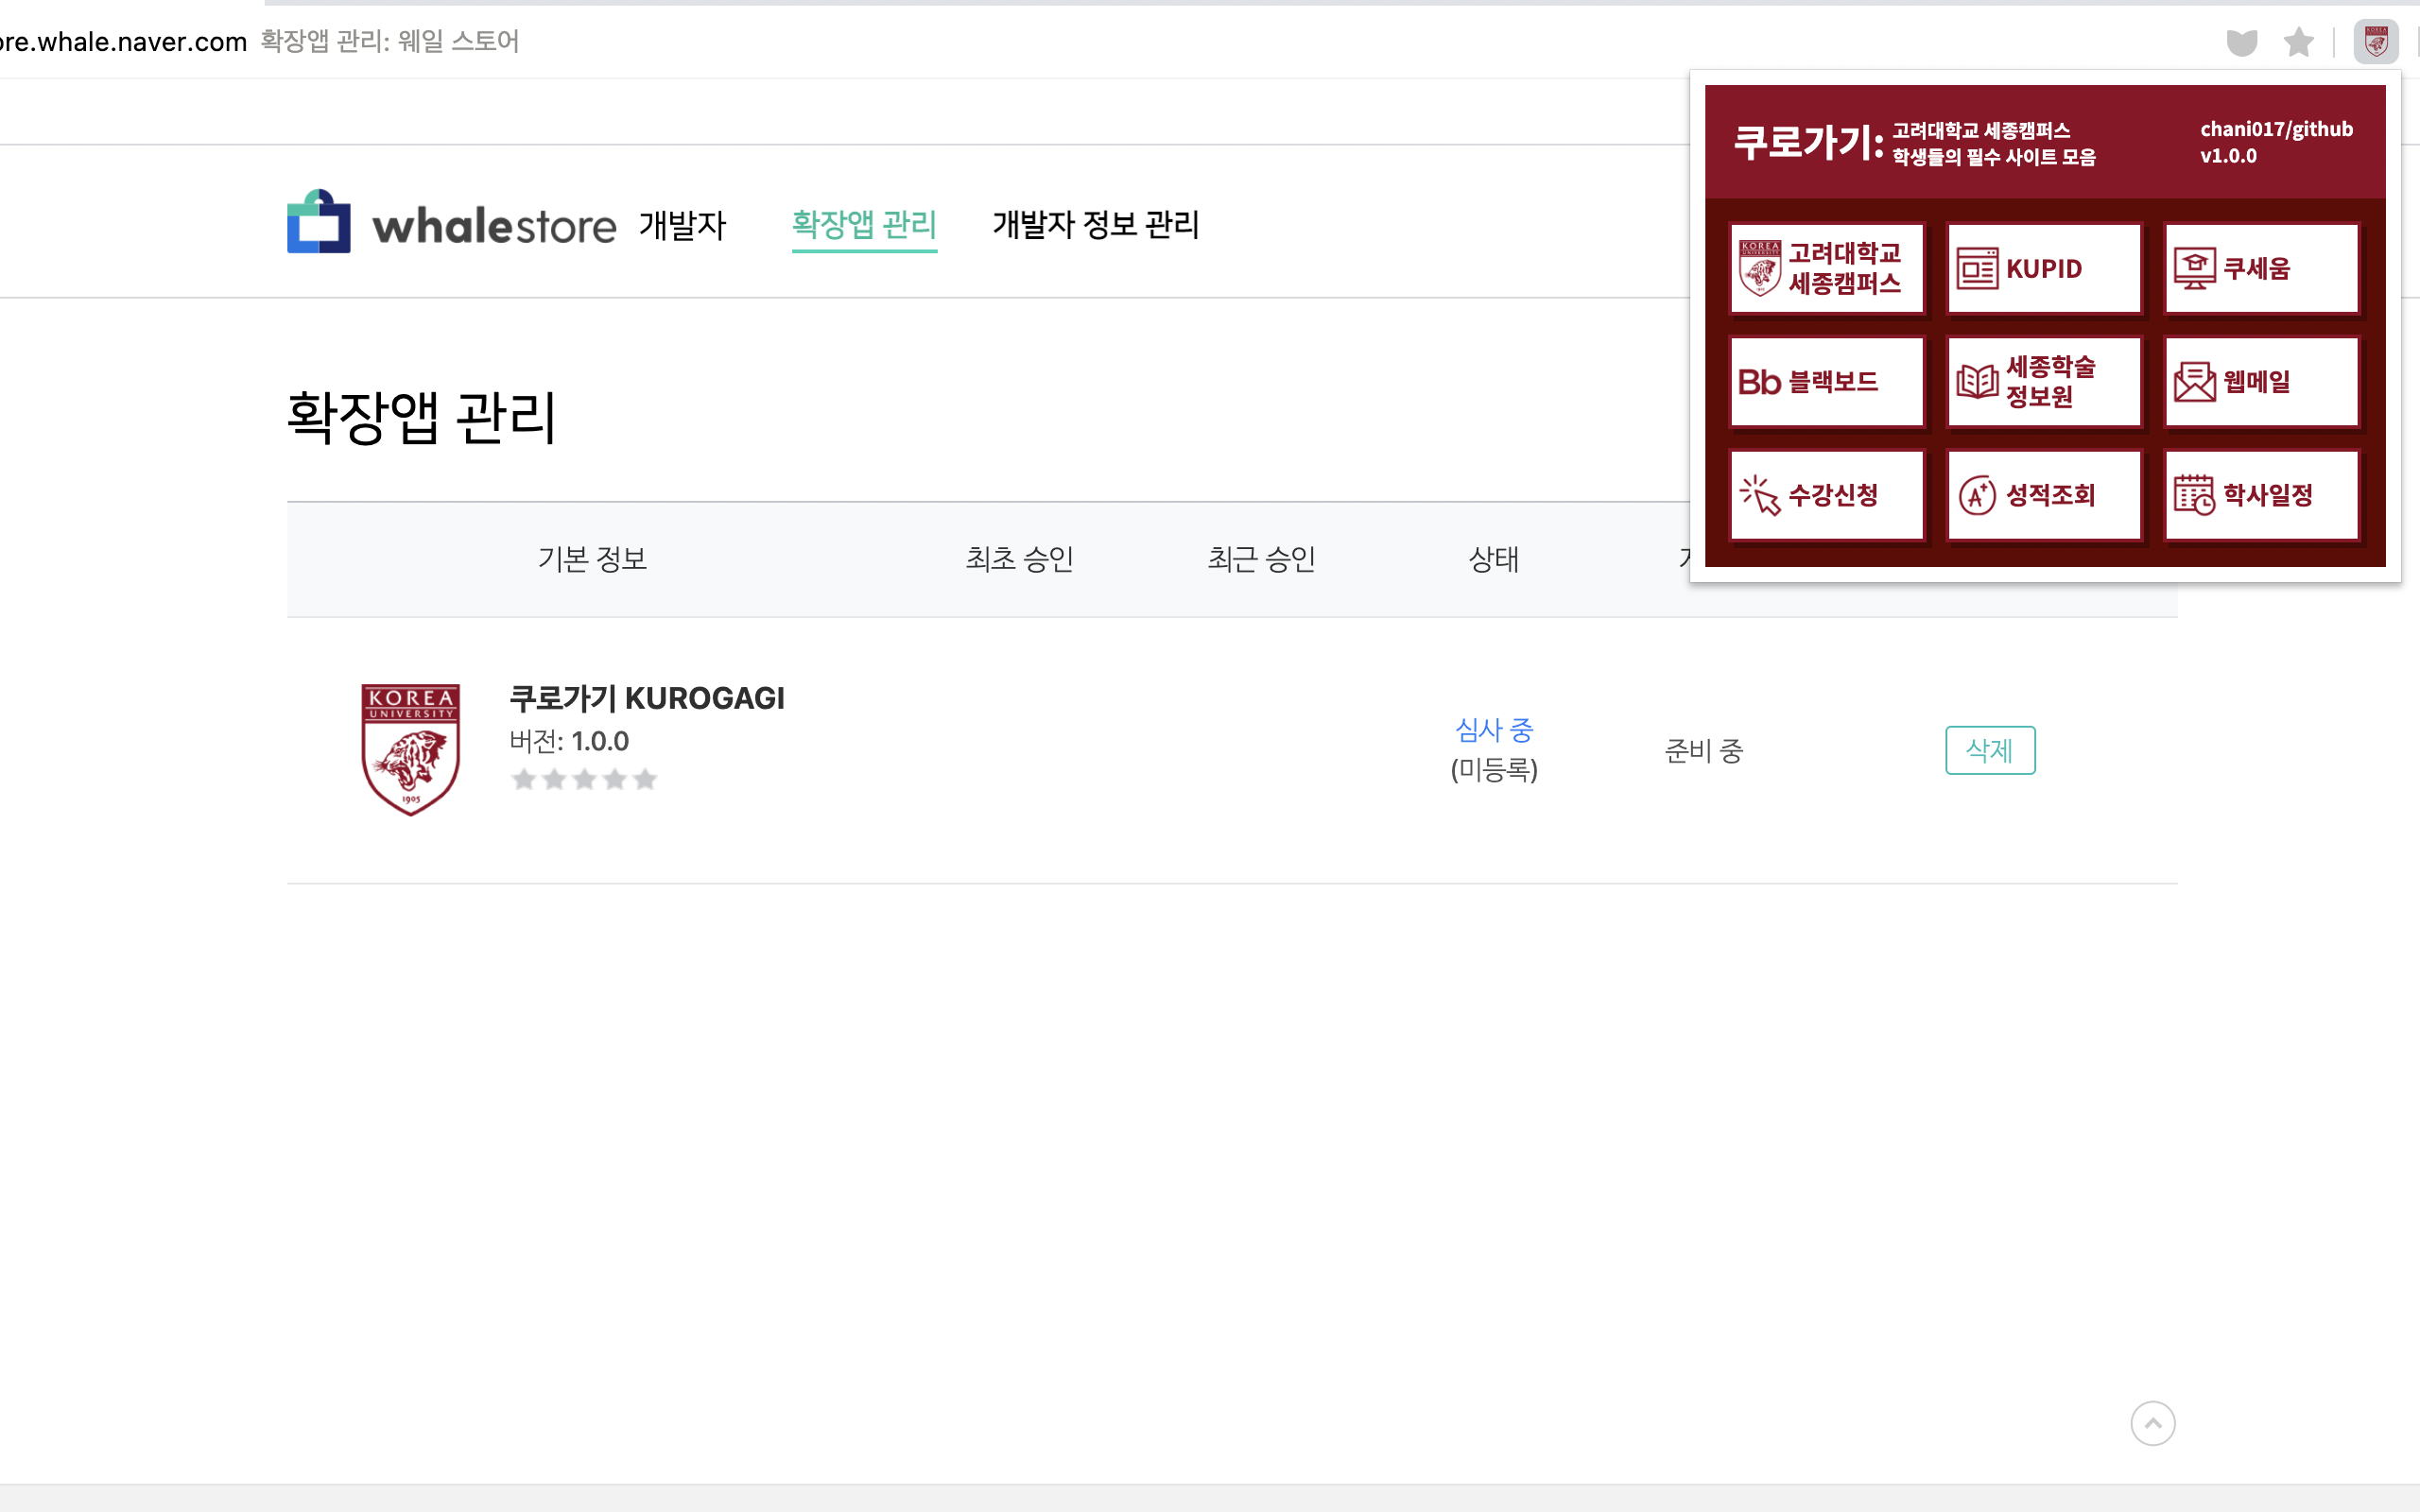 ore.whale.naver.com 확장앱 관리: 웨일 스토어
쿠로가기: 고려대학교 세종캠퍼스
학생들의 필수 사이트 모음
chani017/github
v1.0.0
KOREA
고려대학교
세종캠퍼스
KUPID
쿠세움
Bb 블랙보드
세종학술
정보원
웹메일
수강신청
A+ 성적조회
학사일정
whalestore 개발자 확장앱 관리 개발자 정보 관리
확장앱 관리
기본 정보 최초 승인 최근 승인 상태
KOREA
UNIVERSITY
1905
쿠로가기 KUROGAGI
버전: 1.0.0
심사 중
(미등록)
준비 중
삭제